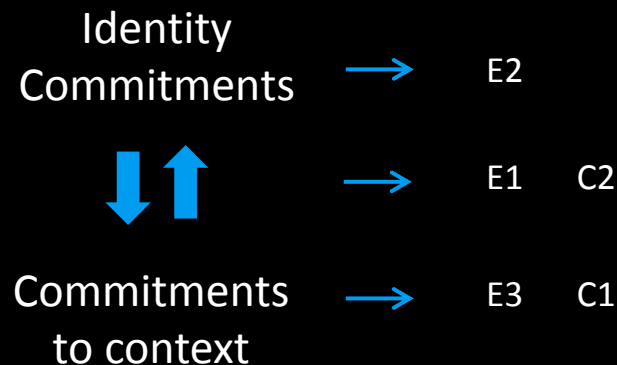 Identity
Commitments
E2
E1 C2
Commitments
to context
E3 C1